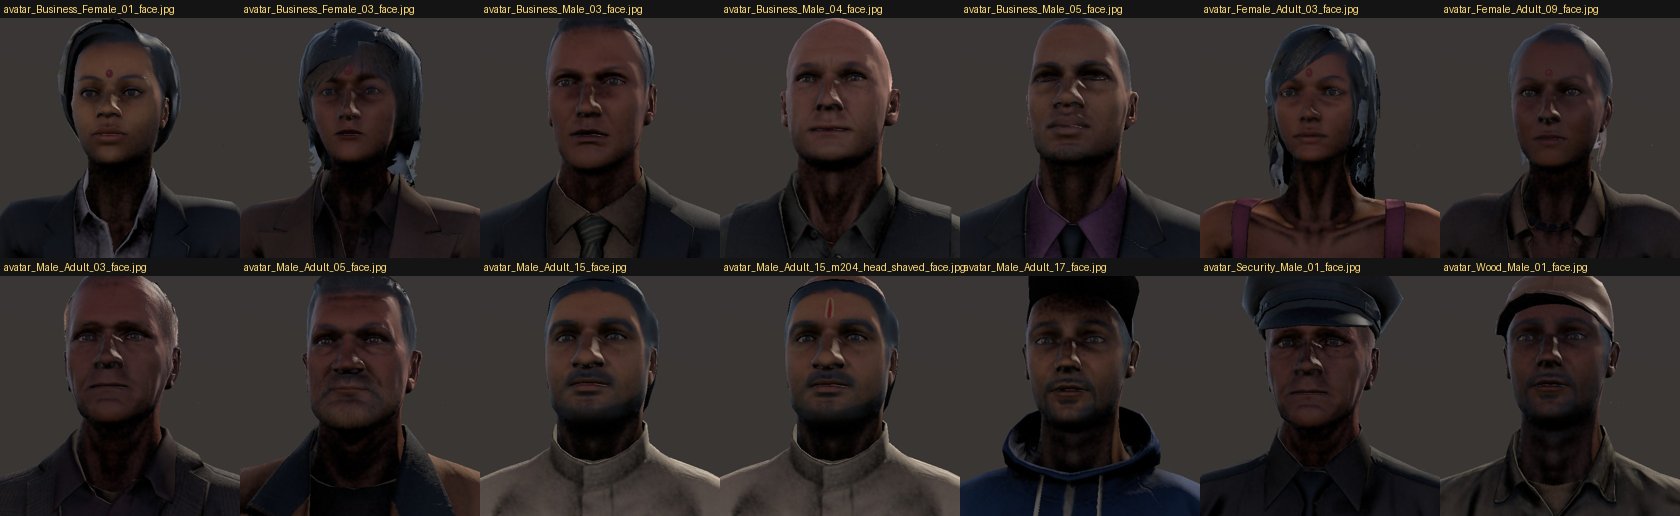 avatar_Business_Female_01_face.jpg
avatar_Business_Female_03_face.jpg
avatar_Business_Male_03_face.jpg
avatar_Business_Male_04_face.jpg
avatar_Business_Male_05_face.jpg
avatar_Female_Adult_03_face.jpg
avatar_Female_Adult_09_face.jpg
avatar_Male_Adult_03_face.jpg
avatar_Male_Adult_05_face.jpg
avatar_Male_Adult_15_face.jpg
avatar_Male_Adult_15_m204_head_shaved_face.jpg
avatar_Male_Adult_17_face.jpg
avatar_Security_Male_01_face.jpg
avatar_Wood_Male_01_face.jpg